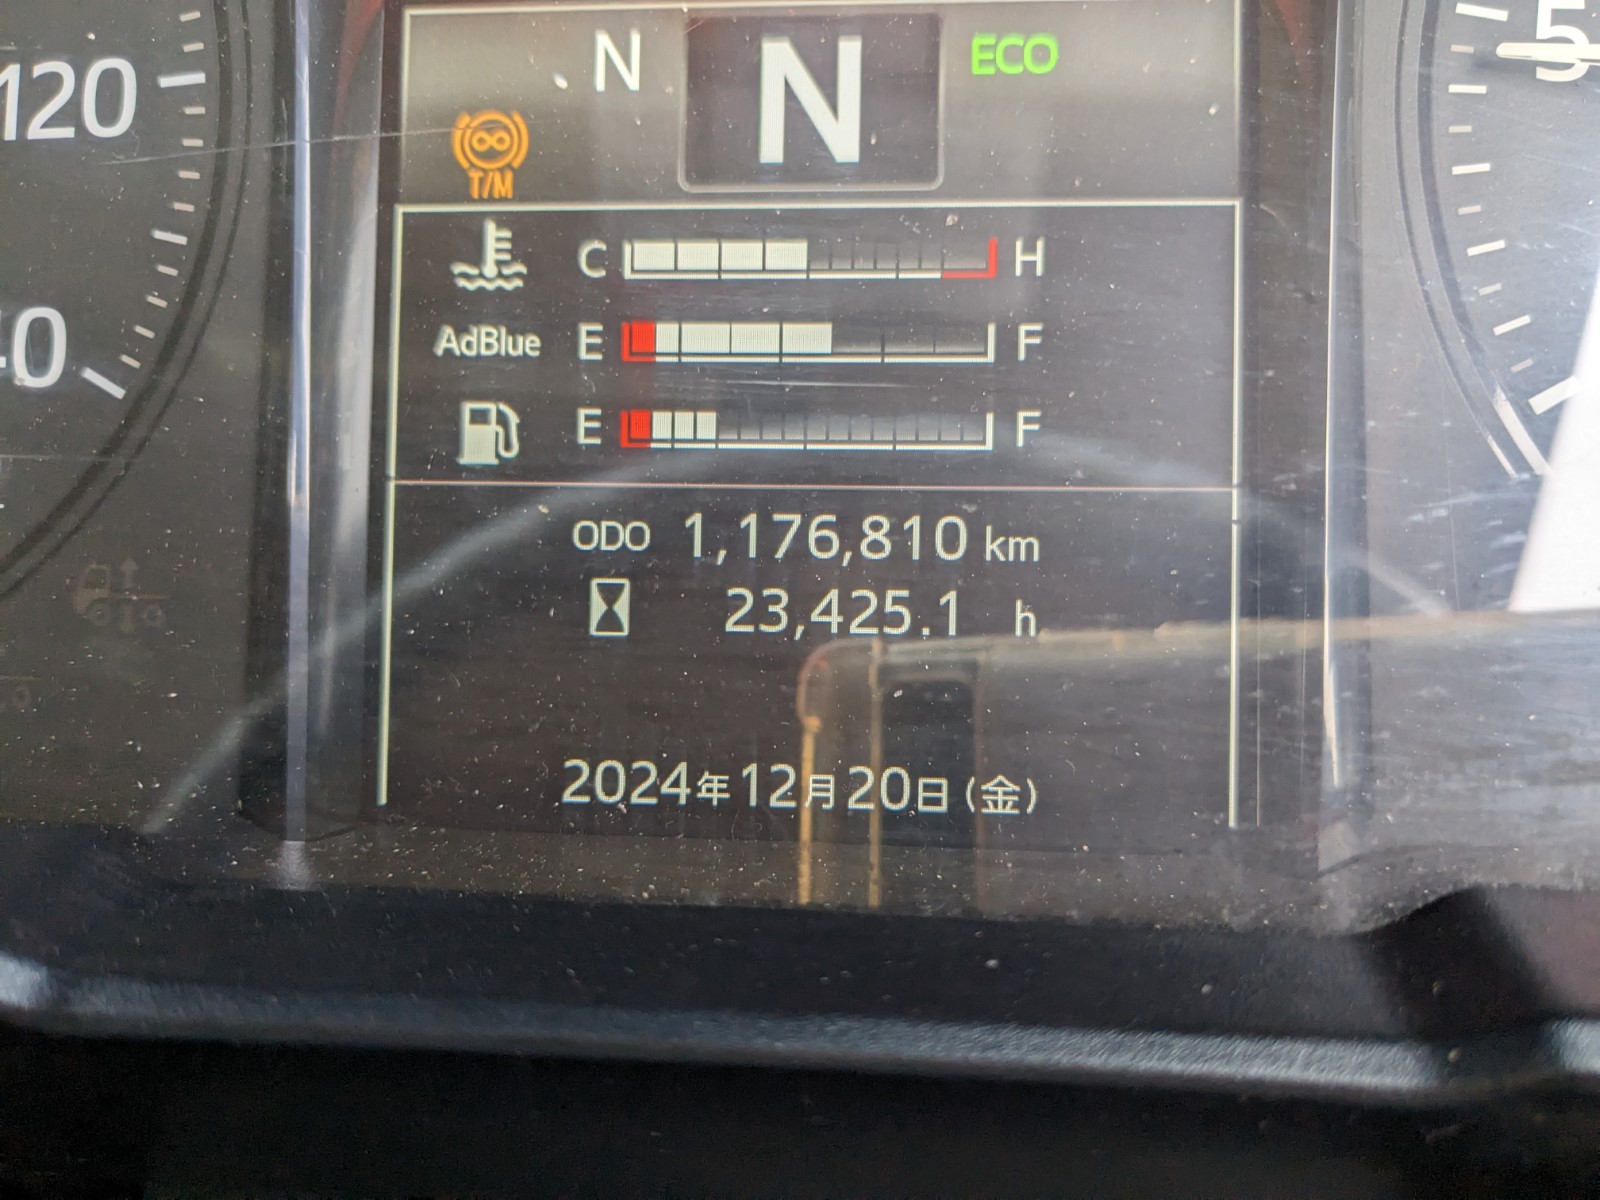 N N ECO
T/M
C H
AdBlue E F
E F
ODO 1,176,810 km
23,425.1 h
2024年12月20日(金)
120
5